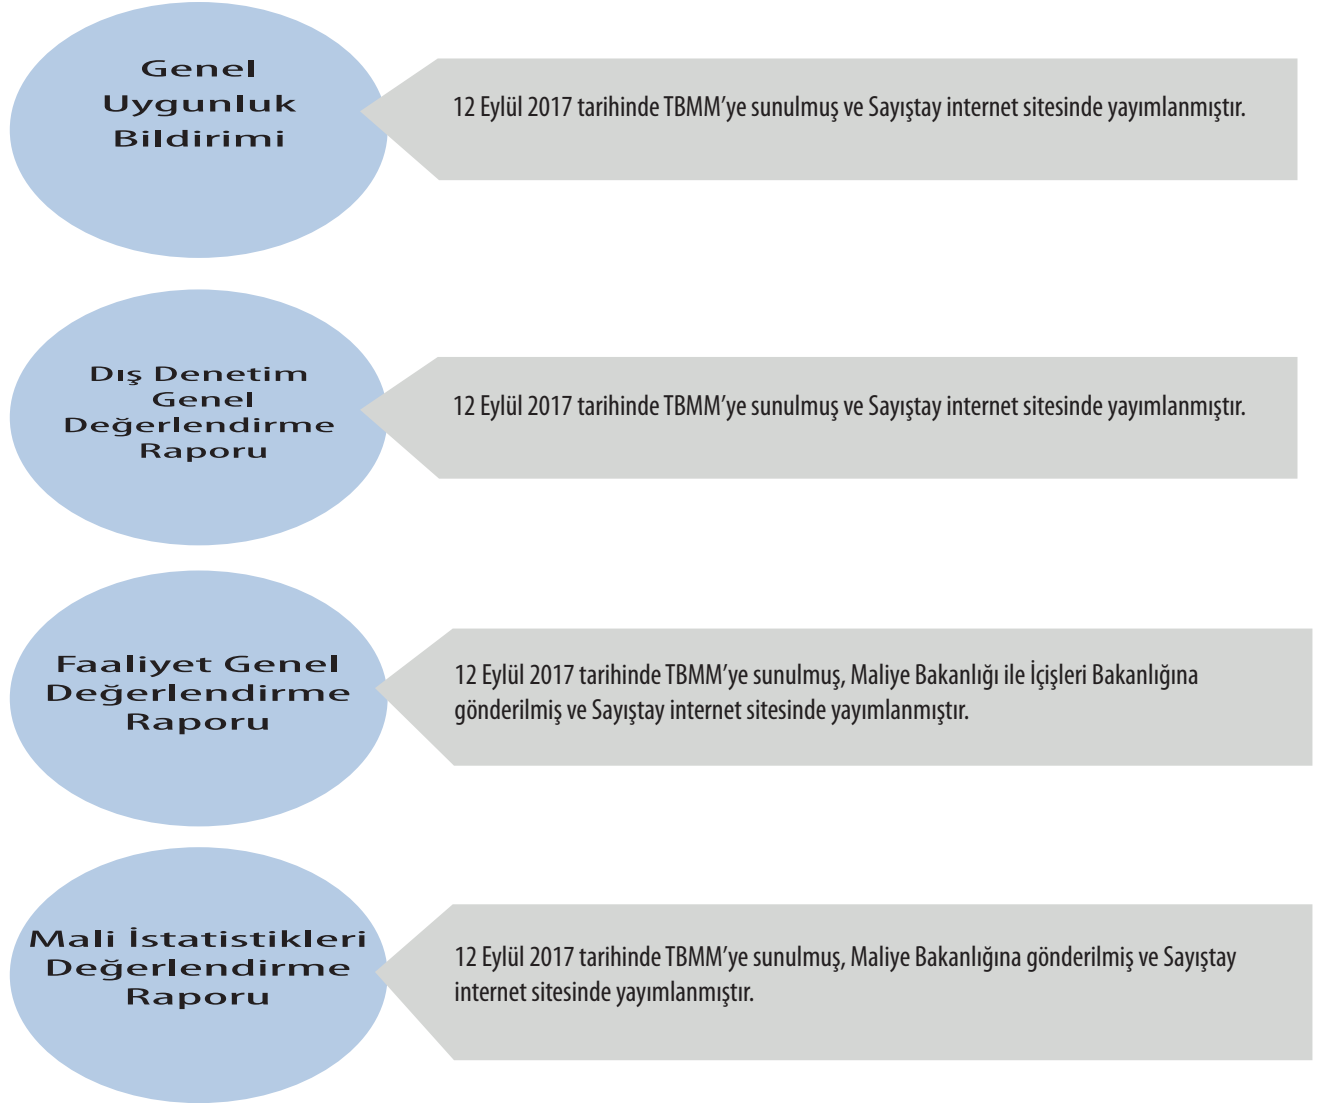 Genel
Uygunluk
Bildirimi
12 Eylül 2017 tarihinde TBMM’ye sunulmuş ve Sayıştay internet sitesinde yayımlanmıştır.
Dış Denetim
Genel
Değerlendirme
Raporu
12 Eylül 2017 tarihinde TBMM’ye sunulmuş ve Sayıştay internet sitesinde yayımlanmıştır.
Faaliyet Genel
Değerlendirme
Raporu
12 Eylül 2017 tarihinde TBMM’ye sunulmuş, Maliye Bakanlığı ile İçişleri Bakanlığına
gönderilmiş ve Sayıştay internet sitesinde yayımlanmıştır.
Mali İstatistikleri
Değerlendirme
Raporu
12 Eylül 2017 tarihinde TBMM’ye sunulmuş, Maliye Bakanlığına gönderilmiş ve Sayıştay
internet sitesinde yayımlanmıştır.